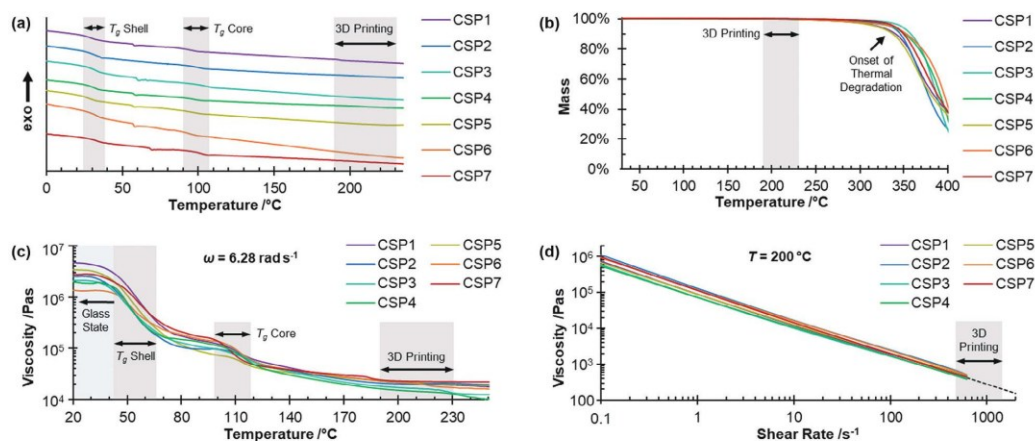 (a)
Tg Shell
Tg Core
3D Printing
exo
0
50
100
150
200
Temperature /ºC
CSP1
CSP2
CSP3
CSP4
CSP5
CSP6
CSP7
(b)
100%
80%
60%
40%
20%
0%
Mass
3D Printing
Onset of
Thermal
Degradation
50
100
150
200
250
300
350
400
Temperature /ºC
CSP1
CSP2
CSP3
CSP4
CSP5
CSP6
CSP7
(c)
ω = 6.28 rad s⁻¹
CSP1
CSP2
CSP3
CSP4
CSP5
CSP6
CSP7
10⁷
10⁶
10⁵
10⁴
Viscosity /Pas
Glass
State
Tg Shell
Tg Core
3D Printing
20
50
80
110
140
170
200
230
Temperature /ºC
(d)
T = 200 ºC
CSP1
CSP2
CSP3
CSP4
CSP5
CSP6
CSP7
10⁶
10⁵
10⁴
10³
100
Viscosity /Pas
3D
Printing
0.1
1
10
100
1000
Shear Rate /s⁻¹